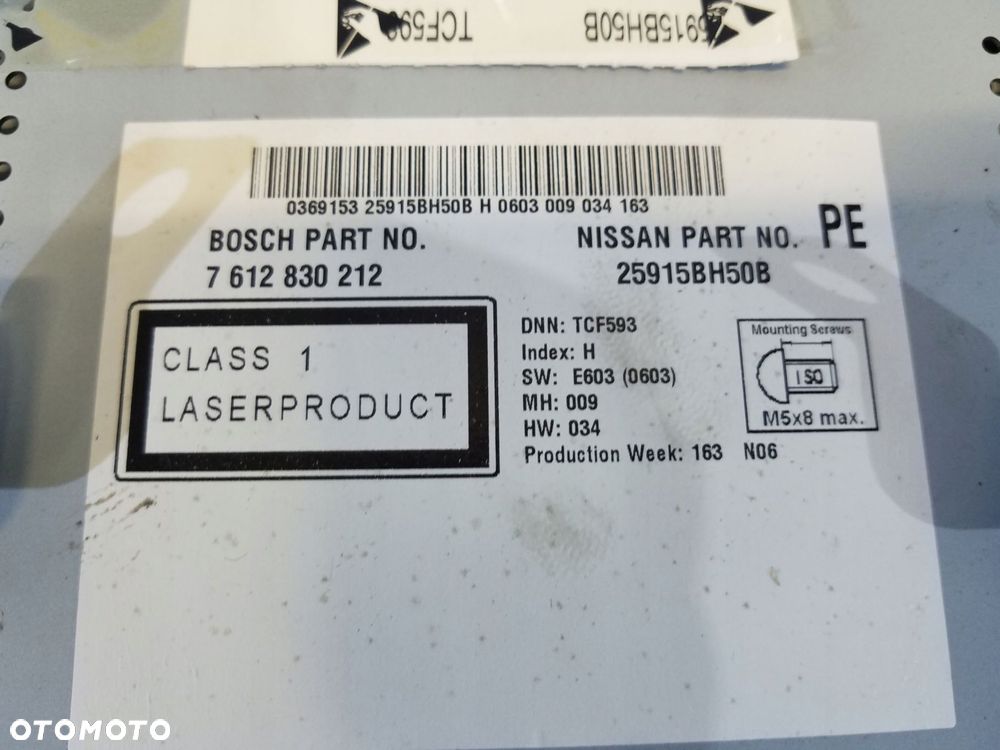 TCF593
25915BH50B
0369153 25915BH50B H 0603 009 034 163
BOSCH PART NO.
7 612 830 212
NISSAN PART NO. PE
25915BH50B
CLASS 1
LASERPRODUCT
DNN: TCF593
Index: H
SW: E603 (0603)
MH: 009
HW: 034
Production Week: 163 N06
Mounting Screws
ISO
M5x8 max.
OTOMOTO